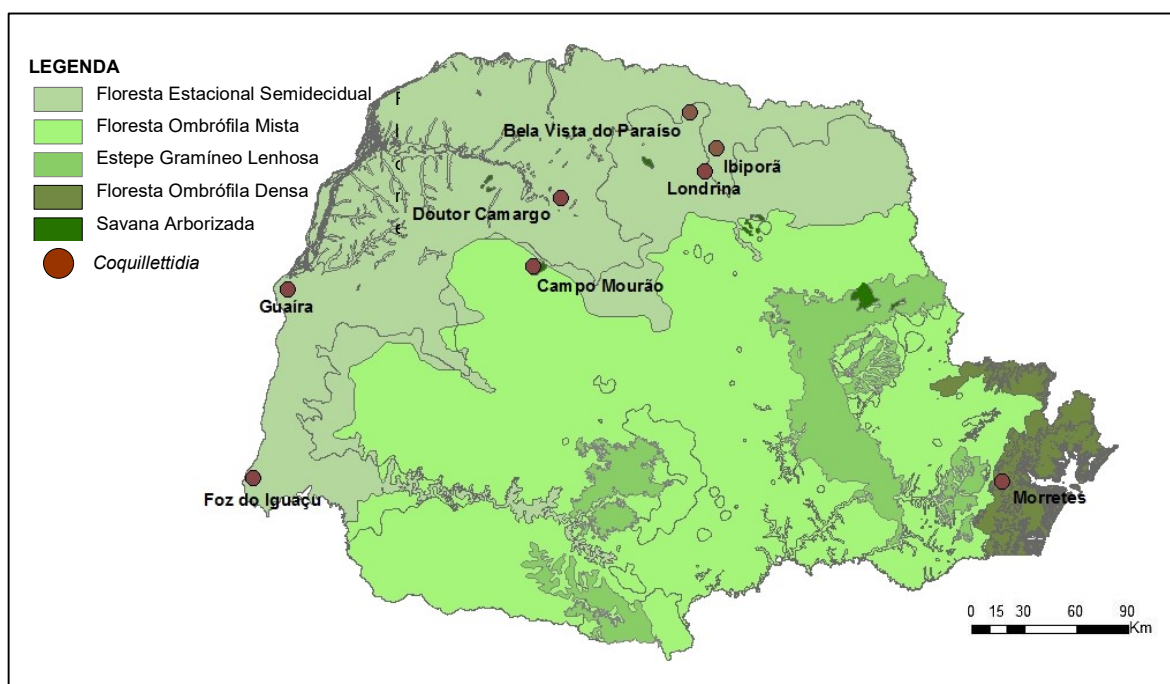 LEGENDA
Floresta Estacional Semidecidual
Floresta Ombrófila Mista
Estepe Gramíneo Lenhosa
Floresta Ombrófila Densa
Savana Arborizada
Coquillettidia
F
l
o
r
e
Bela Vista do Paraíso
Ibiporã
Londrina
Doutor Camargo
Campo Mourão
Guaíra
Foz do Iguaçu
Morretes
0 15 30 60 90
Km